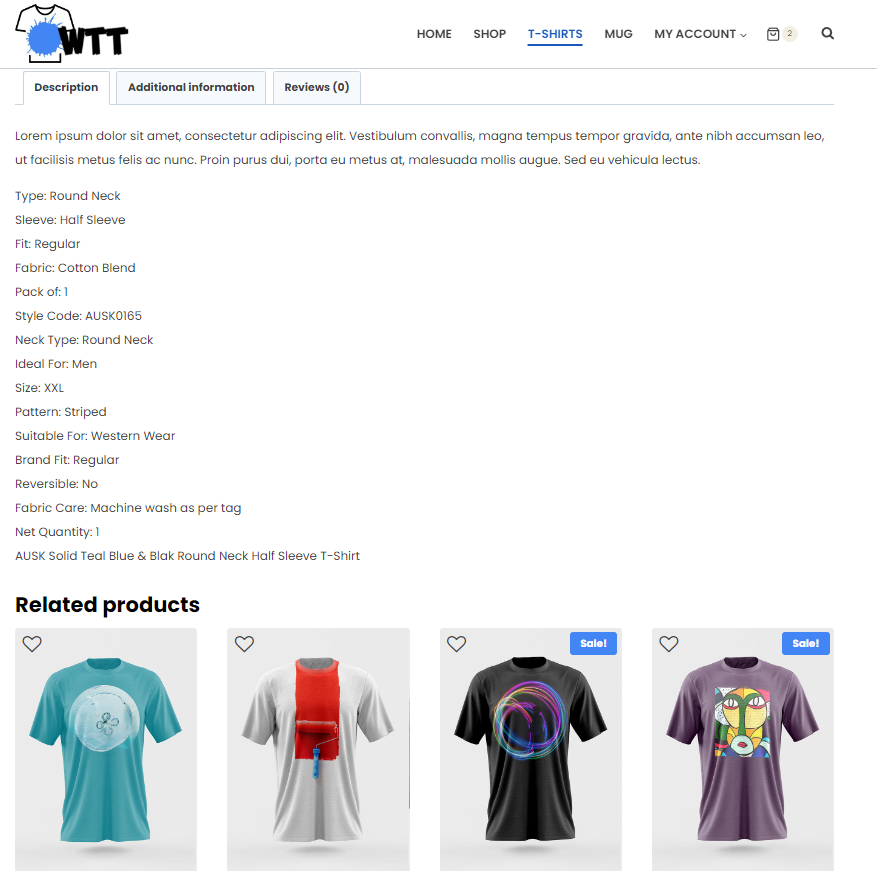 WTT
HOME SHOP T-SHIRTS MUG MY ACCOUNT 2
Description Additional information Reviews (0)
Lorem ipsum dolor sit amet, consectetur adipiscing elit. Vestibulum convallis, magna tempus tempor gravida, ante nibh accumsan leo,
ut facilisis metus felis ac nunc. Proin purus dui, porta eu metus at, malesuada mollis augue. Sed eu vehicula lectus.
Type: Round Neck
Sleeve: Half Sleeve
Fit: Regular
Fabric: Cotton Blend
Pack of: 1
Style Code: AUSK0165
Neck Type: Round Neck
Ideal For: Men
Size: XXL
Pattern: Striped
Suitable For: Western Wear
Brand Fit: Regular
Reversible: No
Fabric Care: Machine wash as per tag
Net Quantity: 1
AUSK Solid Teal Blue & Blak Round Neck Half Sleeve T-Shirt
Related products
Sale!
Sale!